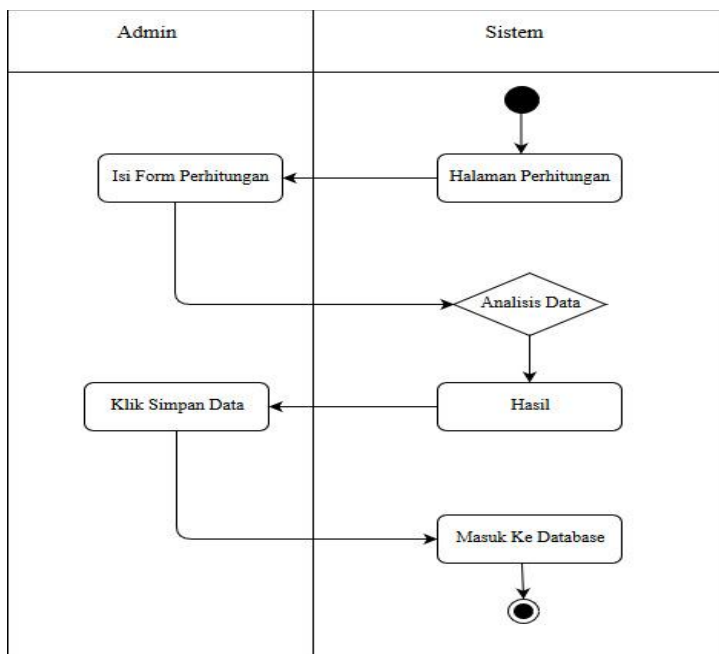 Admin
Sistem
Isi Form Perhitungan
Halaman Perhitungan
Analisis Data
Klik Simpan Data
Hasil
Masuk Ke Database